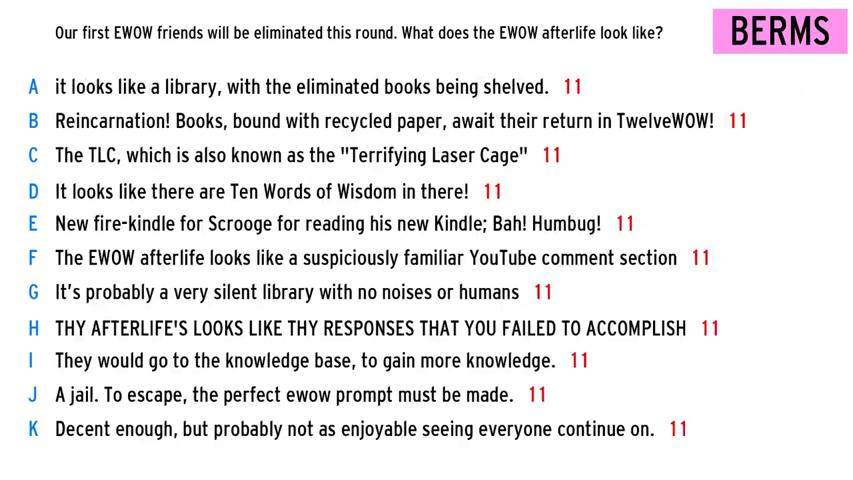 Our first EWOW friends will be eliminated this round. What does the EWOW afterlife look like?
BERMS
A it looks like a library, with the eliminated books being shelved. 11
B Reincarnation! Books, bound with recycled paper, await their return in TwelveWOW! 11
C The TLC, which is also known as the "Terrifying Laser Cage" 11
D It looks like there are Ten Words of Wisdom in there! 11
E New fire-kindle for Scrooge for reading his new Kindle; Bah! Humbug! 11
F The EWOW afterlife looks like a suspiciously familiar YouTube comment section 11
G It's probably a very silent library with no noises or humans 11
H THY AFTERLIFE'S LOOKS LIKE THY RESPONSES THAT YOU FAILED TO ACCOMPLISH 11
I They would go to the knowledge base, to gain more knowledge. 11
J A jail. To escape, the perfect ewow prompt must be made. 11
K Decent enough, but probably not as enjoyable seeing everyone continue on. 11